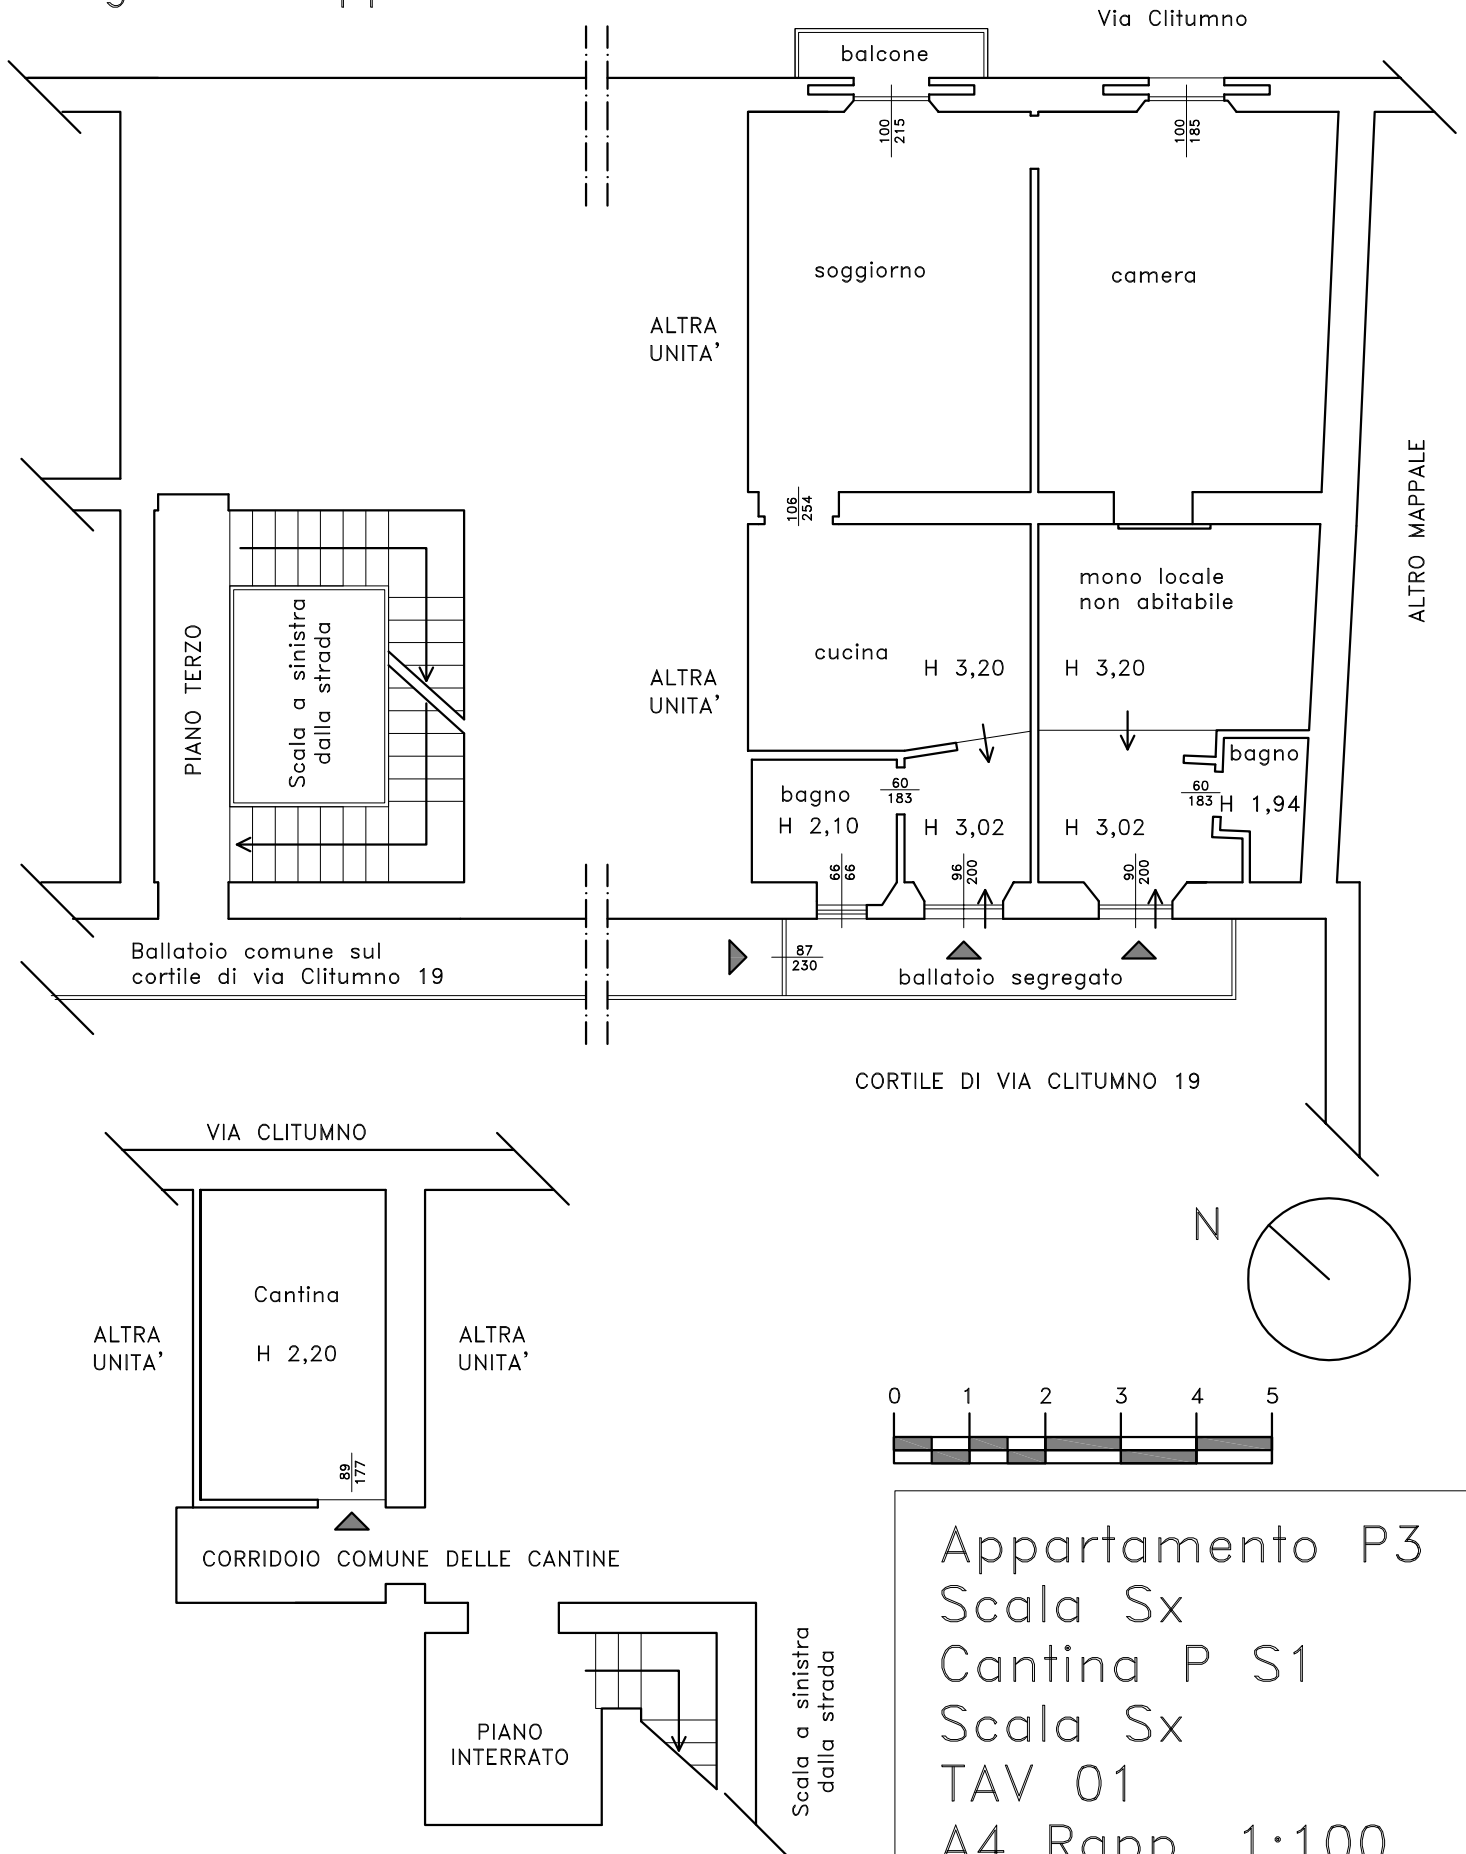 Via Clitumno
balcone
100
215
100
185
soggiorno
camera
ALTRA
UNITA'
106
254
ALTRO MAPPALE
mono locale
non abitabile
PIANO TERZO
Scala a sinistra
dalla strada
cucina
H 3,20
H 3,20
ALTRA
UNITA'
bagno
bagno
60
183
60
183
H 1,94
H 2,10
H 3,02
H 3,02
66
66
96
200
90
200
Ballatoio comune sul
cortile di via Clitumno 19
87
230
ballatoio segregato
CORTILE DI VIA CLITUMNO 19
VIA CLITUMNO
N
Cantina
H 2,20
ALTRA
UNITA'
ALTRA
UNITA'
0 1 2 3 4 5
89
177
CORRIDOIO COMUNE DELLE CANTINE
PIANO
INTERRATO
Scala a sinistra
dalla strada
Appartamento P3
Scala Sx
Cantina P S1
Scala Sx
TAV 01
A4 Rapp. 1:100